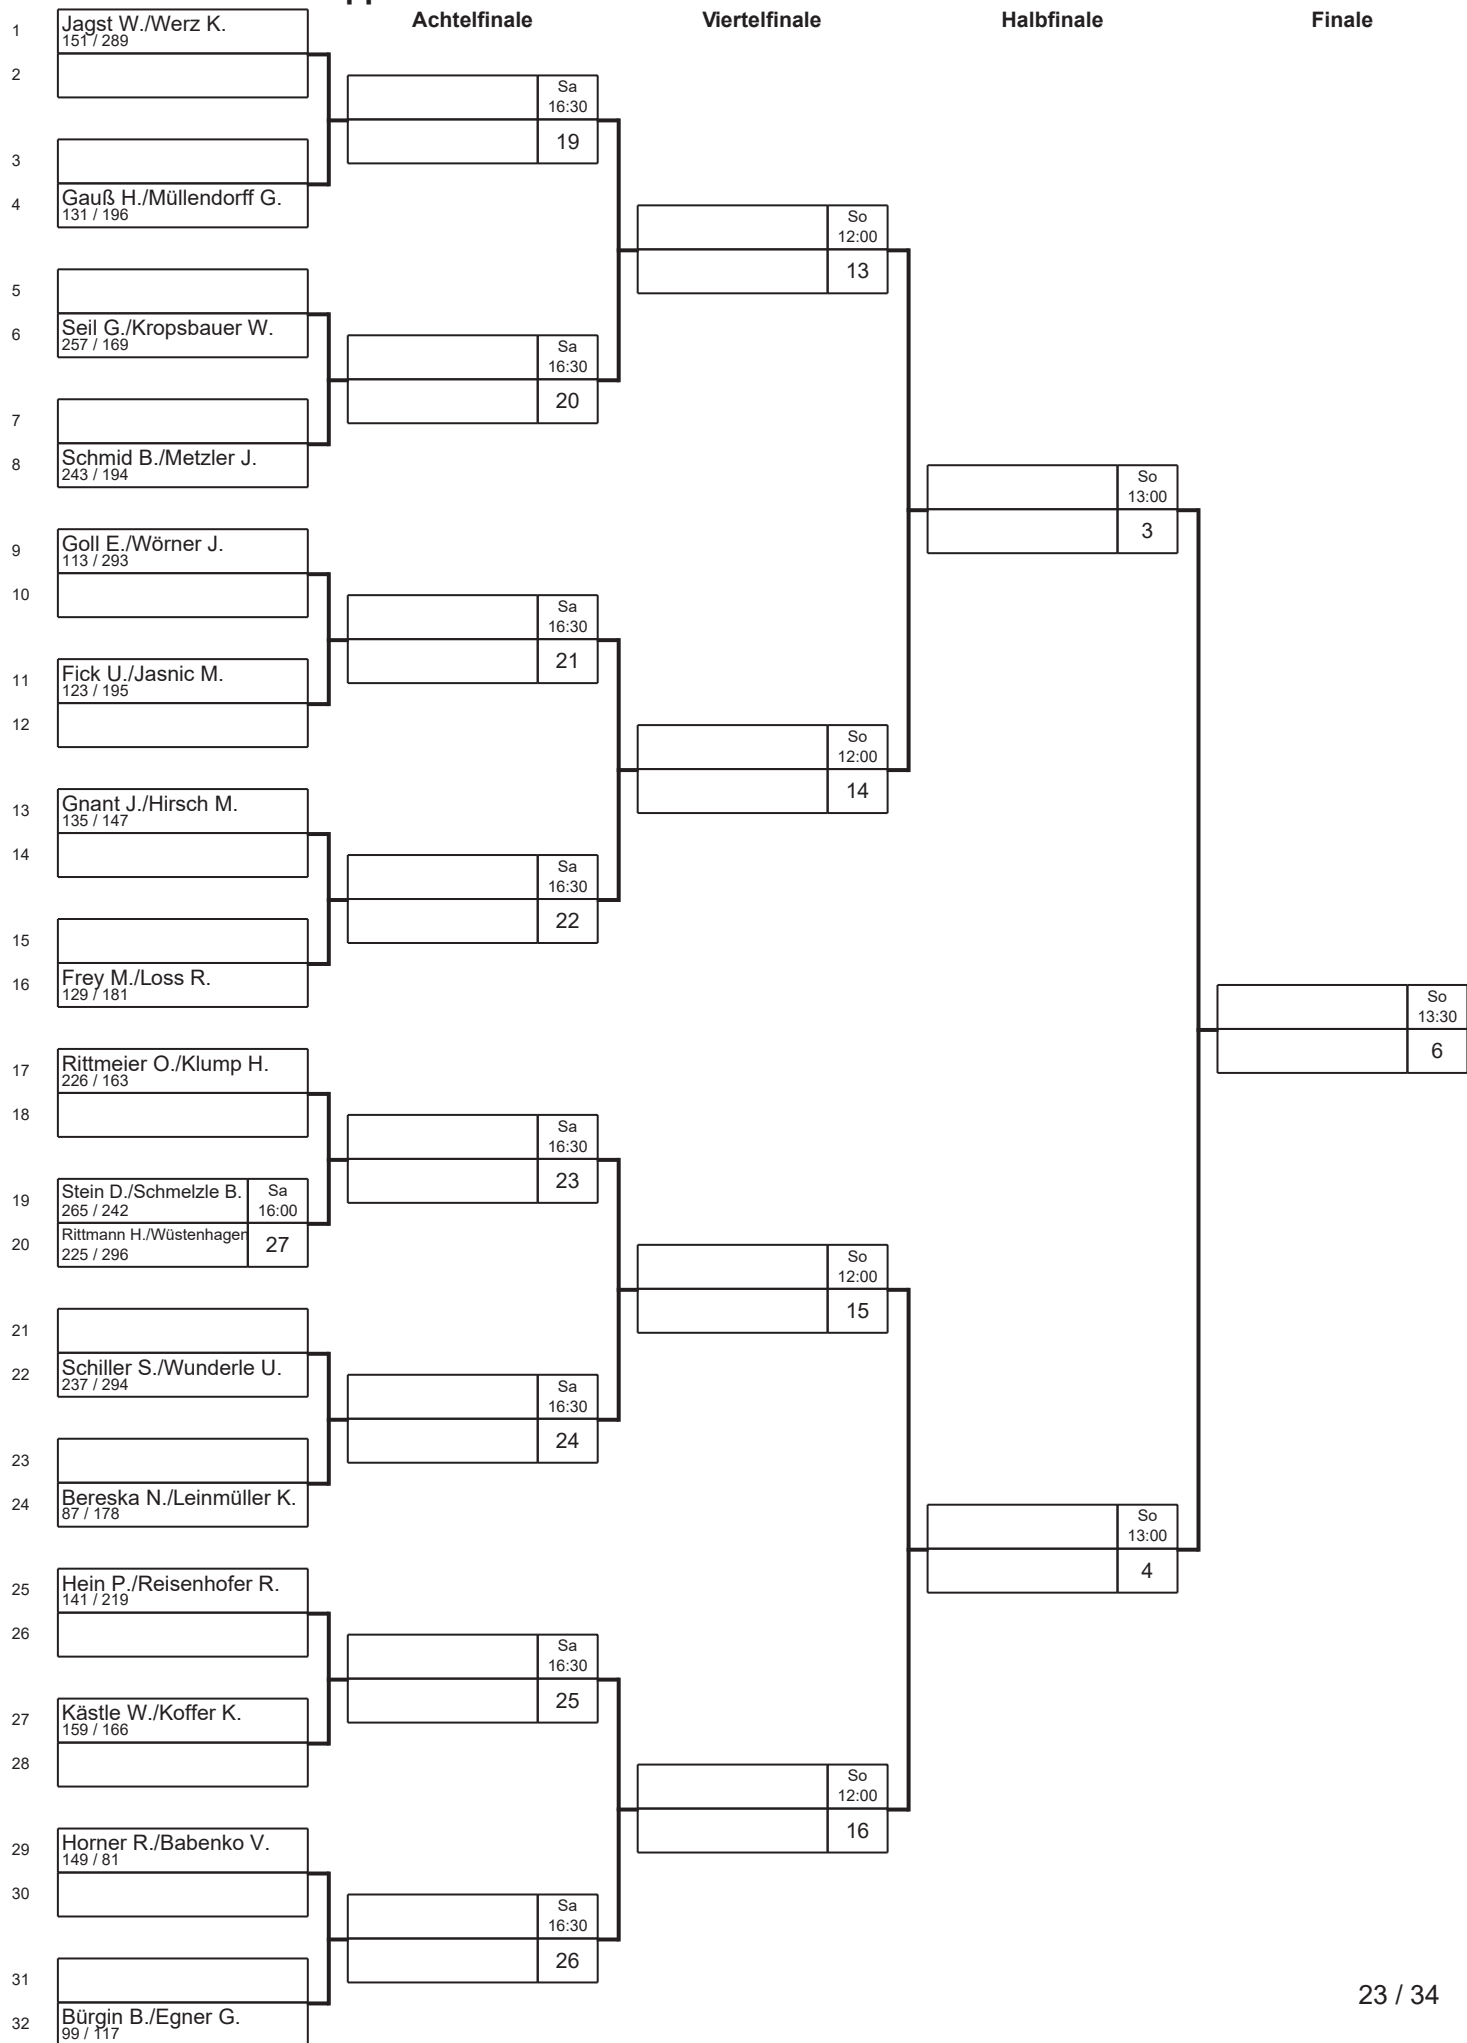 pp
Achtelfinale Viertelfinale Halbfinale Finale
1 Jagst W./Werz K.
151 / 289
2
Sa
16:30
19
3
4 Gauß H./Müllendorff G.
131 / 196
So
12:00
13
5
6 Seil G./Kropsbauer W.
257 / 169
Sa
16:30
20
7
8 Schmid B./Metzler J.
243 / 194
So
13:00
3
9 Goll E./Wörner J.
113 / 293
10
Sa
16:30
21
11 Fick U./Jasnic M.
123 / 195
12
So
12:00
14
13 Gnant J./Hirsch M.
135 / 147
14
Sa
16:30
22
15
16 Frey M./Loss R.
129 / 181
So
13:30
6
17 Rittmeier O./Klump H.
226 / 163
18
Sa
16:30
23
19 Stein D./Schmelzle B.
265 / 242
Sa
16:00
20 Rittmann H./Wüstenhagen
225 / 296
27
So
12:00
15
21
22 Schiller S./Wunderle U.
237 / 294
Sa
16:30
24
23
24 Bereska N./Leinmüller K.
87 / 178
So
13:00
4
25 Hein P./Reisenhofer R.
141 / 219
26
Sa
16:30
25
27 Kästle W./Koffer K.
159 / 166
28
So
12:00
16
29 Horner R./Babenko V.
149 / 81
30
Sa
16:30
26
31
32 Bürgin B./Egner G.
99 / 117
23 / 34